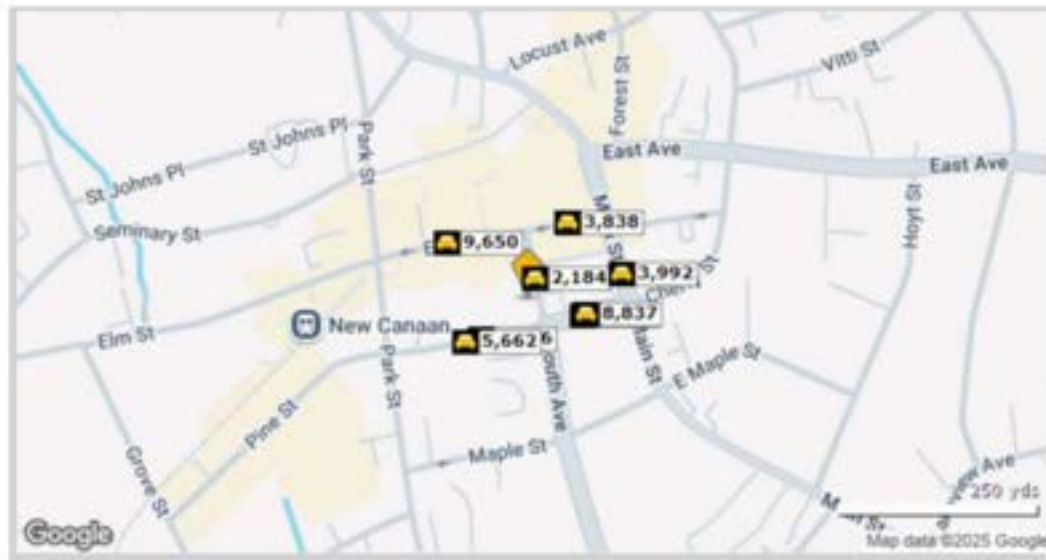 Locust Ave
Forest St
Vitti St
Park St
St Johns Pl
St Johns Pl
East Ave
East Ave
Hoyt St
Seminary St
3,838
9,650
2,184
3,992
8,837
Elm St
New Canaan
5,662
6
Main St
E Maple St
Park St
Pine St
Maple St
Grove St
Ave
250 yds
Google
Map data ©2025 Google